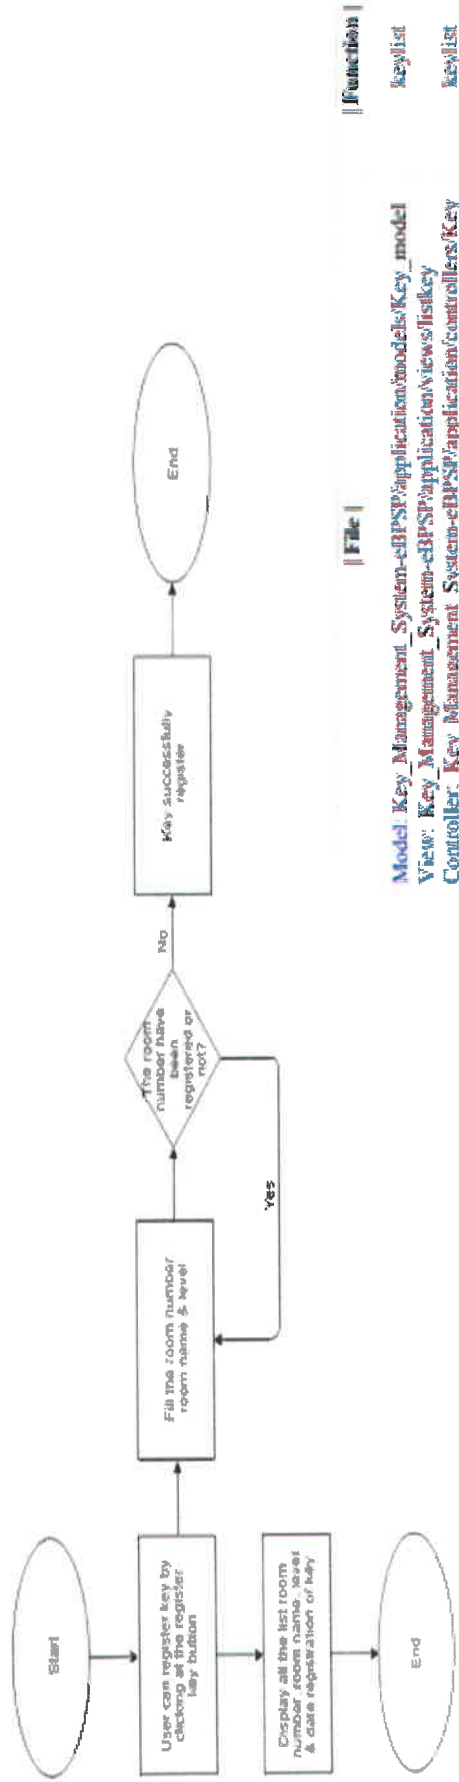 Start
User can register key by
clicking at the register
key button
Fill the room number
room name & level
The room
number have
been
registered or
not?
Yes
No
Key successfully
register
End
Display all the list room
number, room name, level
& date registration of key
End
|| File |
|| Function |
Model: Key_Management_System-eBPSP/application/models/Key_model
keylist
View: Key_Management_System-eBPSP/application/views/listkey
Controller: Key_Management_System-eBPSP/application/controllers/Key
keylist